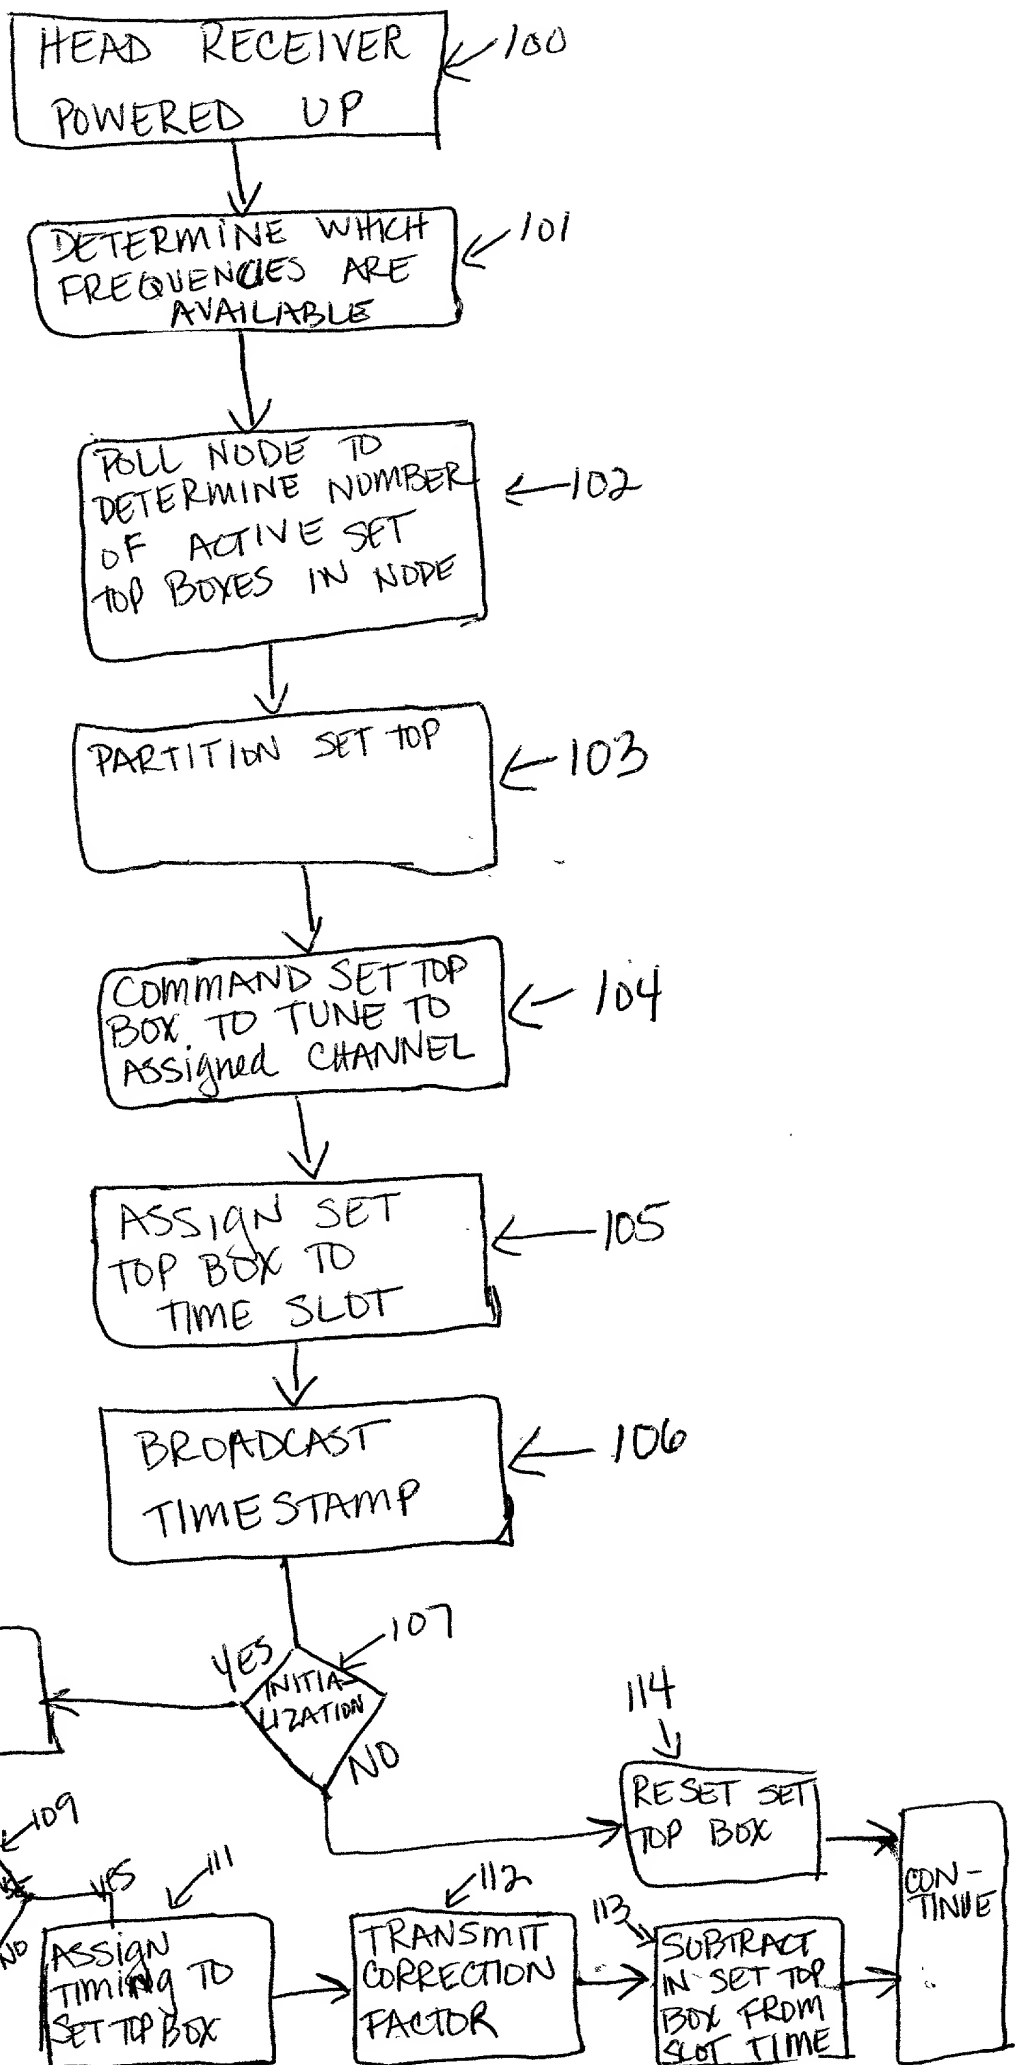 HEAD RECEIVER
POWERED UP
100
DETERMINE WHICH
FREQUENCIES ARE
AVAILABLE
101
POLL NODE TO
DETERMINE NUMBER
OF ACTIVE SET
TOP BOXES IN NODE
102
PARTITION SET TOP
103
COMMAND SET TOP
BOX TO TUNE TO
ASSigned CHANNEL
104
ASSIGN SET
TOP BOX TO
TIME SLOT
105
BROADCAST
TIMESTAMP
106
107
YES
INITIA-
LIZATION
NO
114
RESET SET
TOP BOX
CON-
TINUE
109
YES
NO
111
ASSIGN
TIMING TO
SET TOP BOX
112
TRANSMIT
CORRECTION
FACTOR
113
SUBTRACT
IN SET TOP
BOX FROM
SLOT TIME